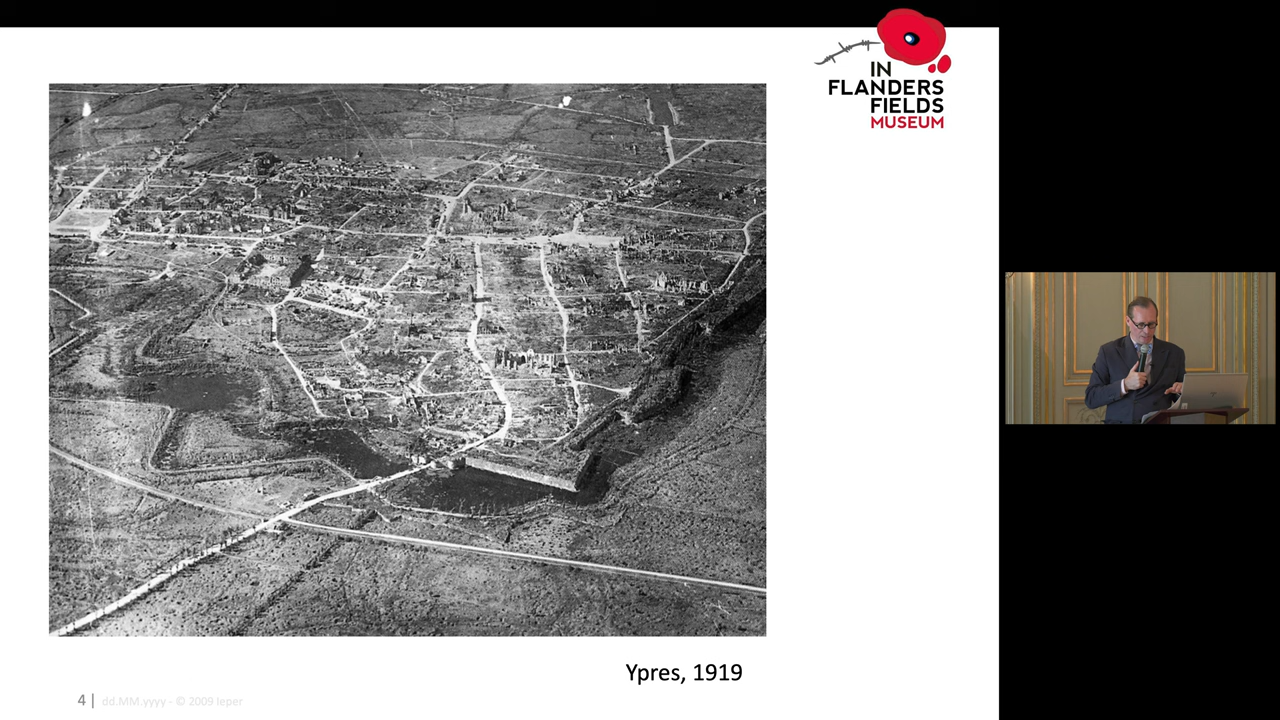 IN
FLANDERS
FIELDS
MUSEUM
Ypres, 1919
4 | dd.MM.yyyy - © 2009 Ieper